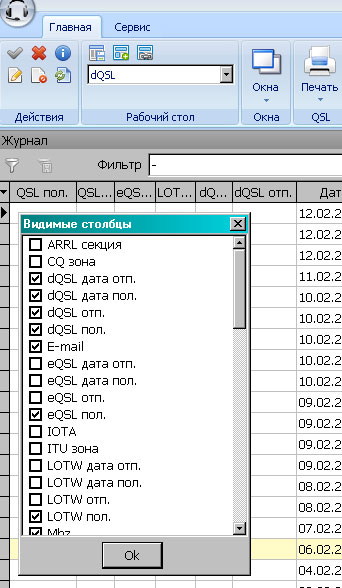 Главная Сервис
dQSL
Окна Печать
Действия Рабочий стол Окна QSL
Журнал
Фильтр -
QSL пол. QSL... eQS... LOT... dQ... dQSL отп. Дат
12.02.2
Видимые столбцы
12.02.2
ARRL секция
12.02.2
CQ зона
11.02.2
dQSL дата отп.
dQSL дата пол.
10.02.2
dQSL отп.
10.02.2
dQSL пол.
10.02.2
E-mail
10.02.2
eQSL дата отп.
09.02.2
eQSL дата пол.
09.02.2
eQSL отп.
09.02.2
eQSL пол.
IOTA
09.02.2
ITU зона
09.02.2
LOTW дата отп.
08.02.2
LOTW дата пол.
08.02.2
LOTW отп.
LOTW пол.
07.02.2
Mhz
06.02.2
Ok
04.02.2